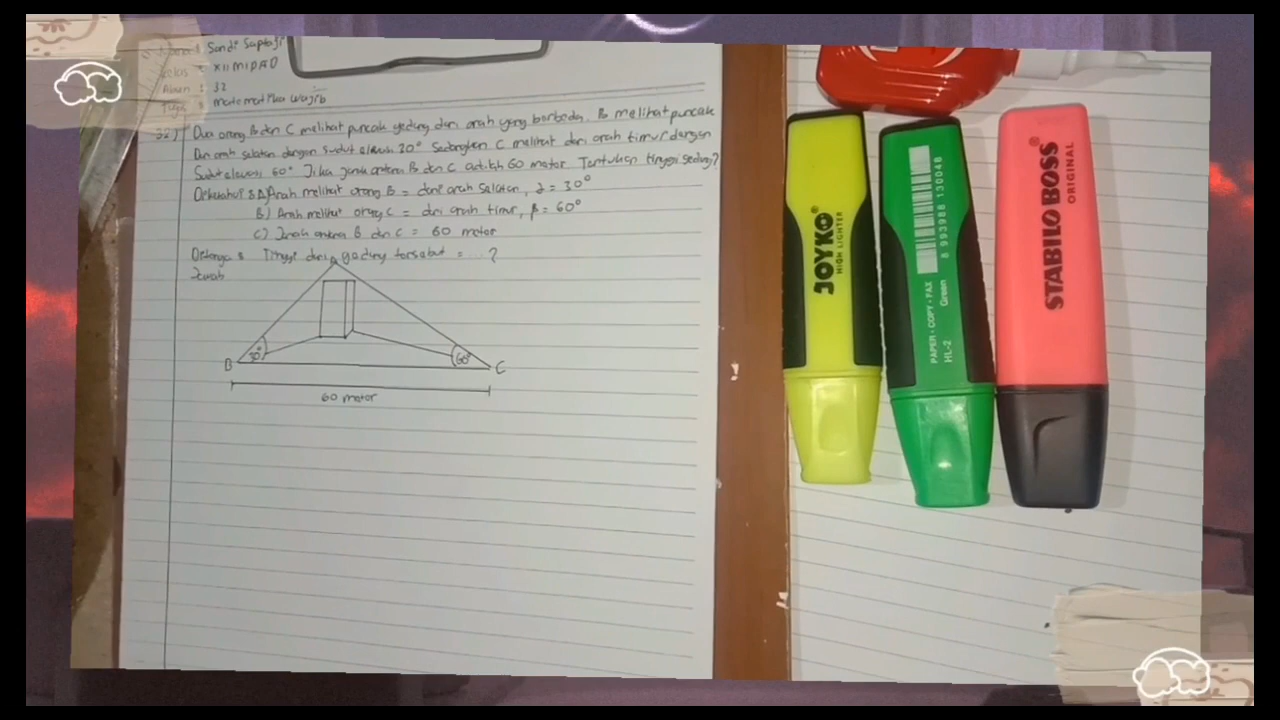 Nama : Sandi Saptaji
Kelas : XII MIPA D
Absen : 32
Tugas : Matematika Wajib
32.) Dua orang B dan C melihat puncak gedung dari arah yang berbeda. B melihat puncak
Dari arah selatan dengan sudut elevasi 30° Sedangkan C melihat dari arah timur dengan
Sudut elevasi 60° Jika jarak antara B dan C adalah 60 meter Tentukan tinggi gedung?
Diketahui : A) Arah melihat orang B = dari arah selatan, α = 30°
B) Arah melihat orang C = dari arah timur, β = 60°
C) Jarak antara B dan C = 60 meter
Ditanya : Tinggi dari gedung tersebut = ... ?
Jawab
A
B 30° 60° C
60 meter
JOYKO
HIGH LIGHTER
PAPER · COPY · FAX
HL-2 Green
8 993988 130048
STABILO BOSS
ORIGINAL